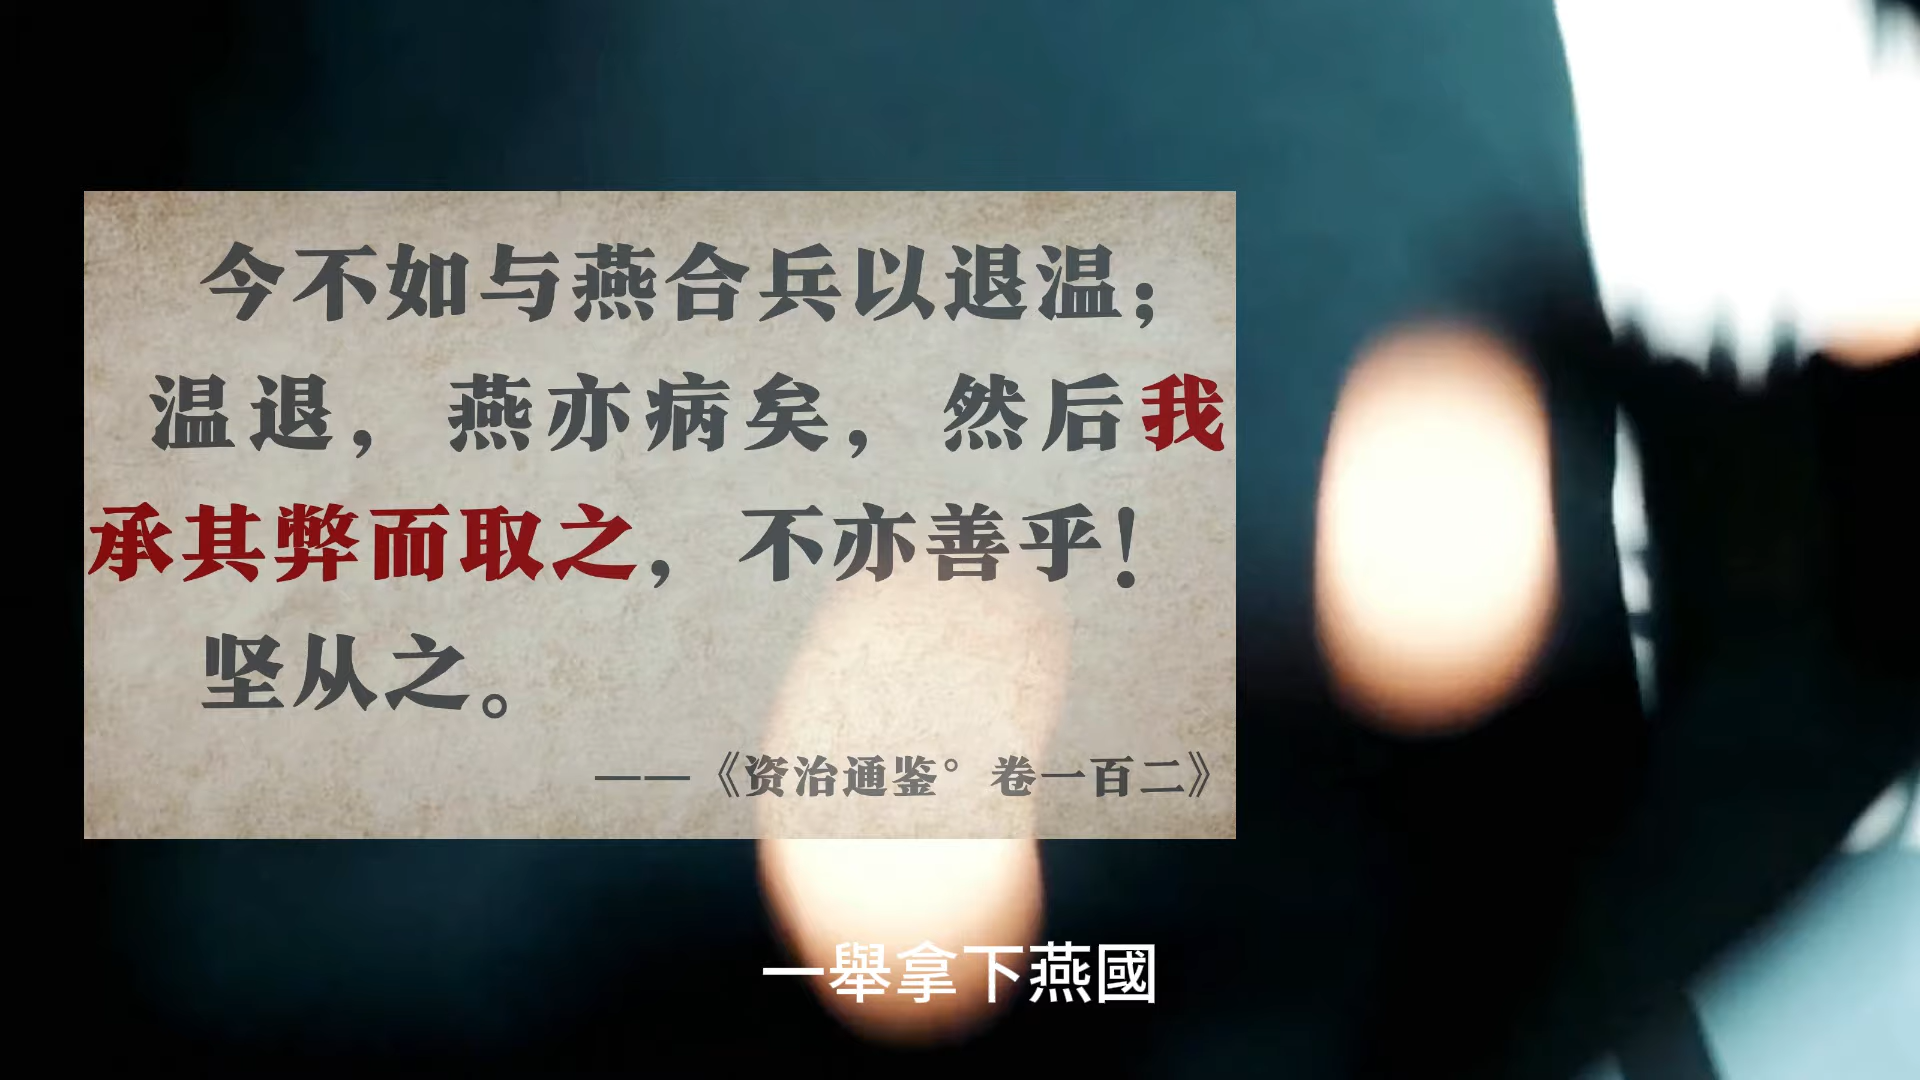 今不如与燕合兵以退温；
温退，燕亦病矣，然后我
承其弊而取之，不亦善乎！
坚从之。
——《资治通鉴°卷一百二》
一舉拿下燕國